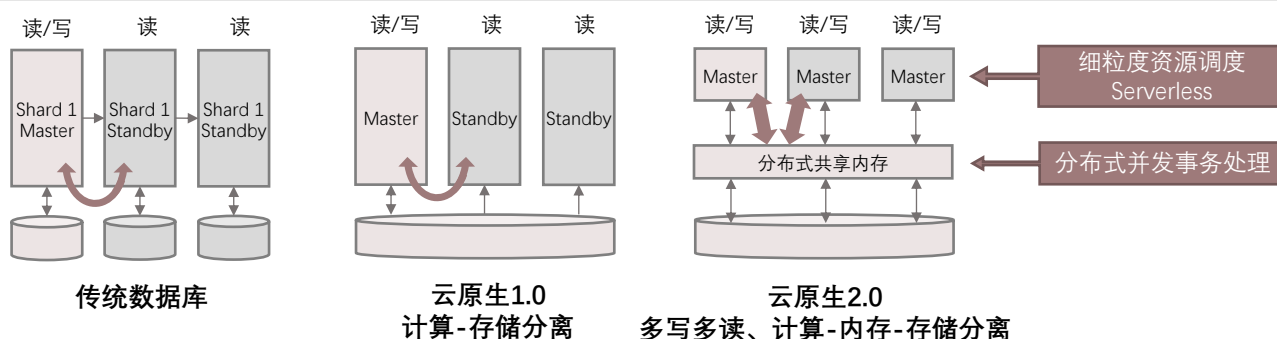 读/写
读
读
Shard 1
Master
Shard 1
Standby
Shard 1
Standby
传统数据库
读/写
读
读
Master
Standby
Standby
云原生1.0
计算-存储分离
读/写
读/写
读/写
Master
Master
Master
分布式共享内存
云原生2.0
多写多读、计算-内存-存储分离
细粒度资源调度
Serverless
分布式并发事务处理